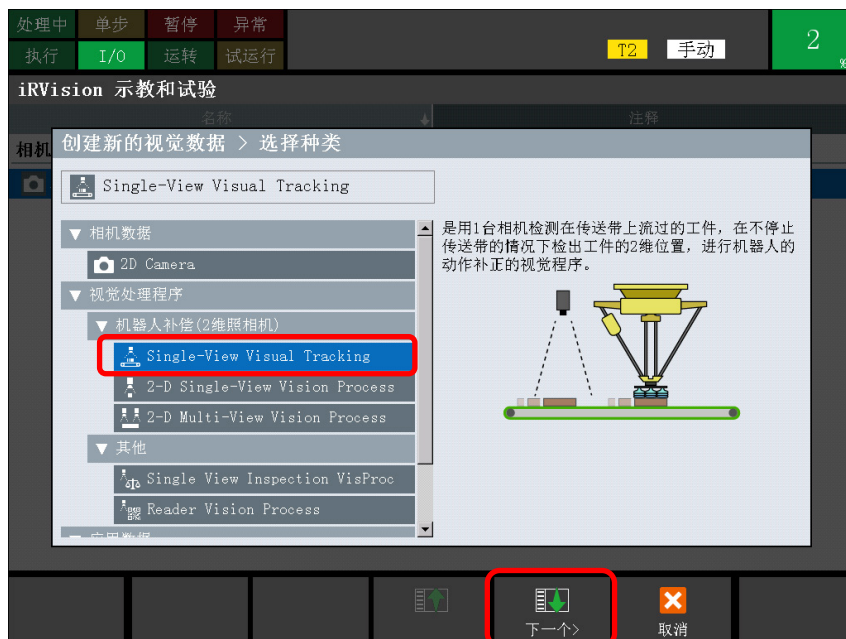 处理中 单步 暂停 异常
执行 I/O 运转 试运行
T2 手动
2
%
iRVision 示教和试验
名称 注释
相机
创建新的视觉数据 > 选择种类
Single-View Visual Tracking
▼ 相机数据
2D Camera
▼ 视觉处理程序
▼ 机器人补偿(2维照相机)
Single-View Visual Tracking
2-D Single-View Vision Process
2-D Multi-View Vision Process
▼ 其他
Single View Inspection VisProc
Reader Vision Process
▼ 应用数据
是用1台相机检测在传送带上流过的工件，在不停止
传送带的情况下检出工件的2维位置，进行机器人的
动作补正的视觉程序。
下一个>
取消